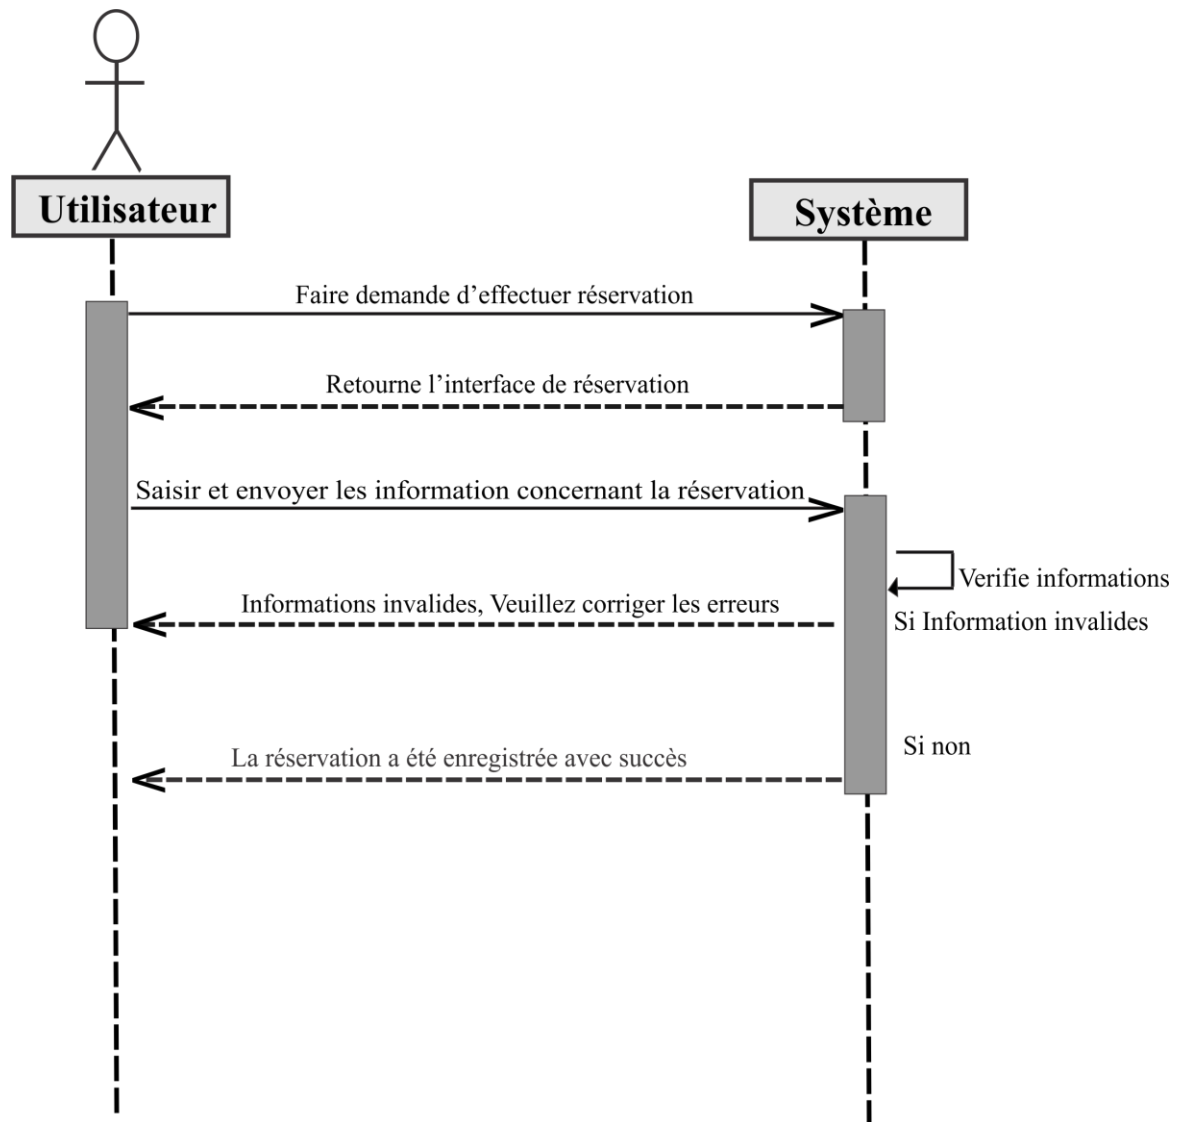 Utilisateur
Système
Faire demande d’effectuer réservation
Retourne l’interface de réservation
Saisir et envoyer les information concernant la réservation
Verifie informations
Informations invalides, Veuillez corriger les erreurs
Si Information invalides
Si non
La réservation a été enregistrée avec succès